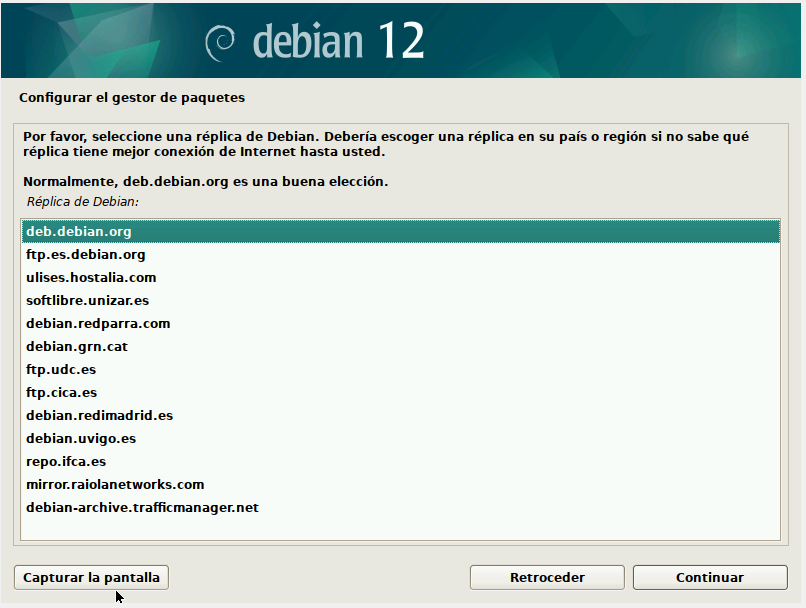 debian 12
Configurar el gestor de paquetes
Por favor, seleccione una réplica de Debian. Debería escoger una réplica en su país o región si no sabe qué
réplica tiene mejor conexión de Internet hasta usted.
Normalmente, deb.debian.org es una buena elección.
Réplica de Debian:
deb.debian.org
ftp.es.debian.org
ulises.hostalia.com
softlibre.unizar.es
debian.redparra.com
debian.grn.cat
ftp.udc.es
ftp.cica.es
debian.redimadrid.es
debian.uvigo.es
repo.ifca.es
mirror.raiolanetworks.com
debian-archive.trafficmanager.net
Capturar la pantalla
Retroceder
Continuar